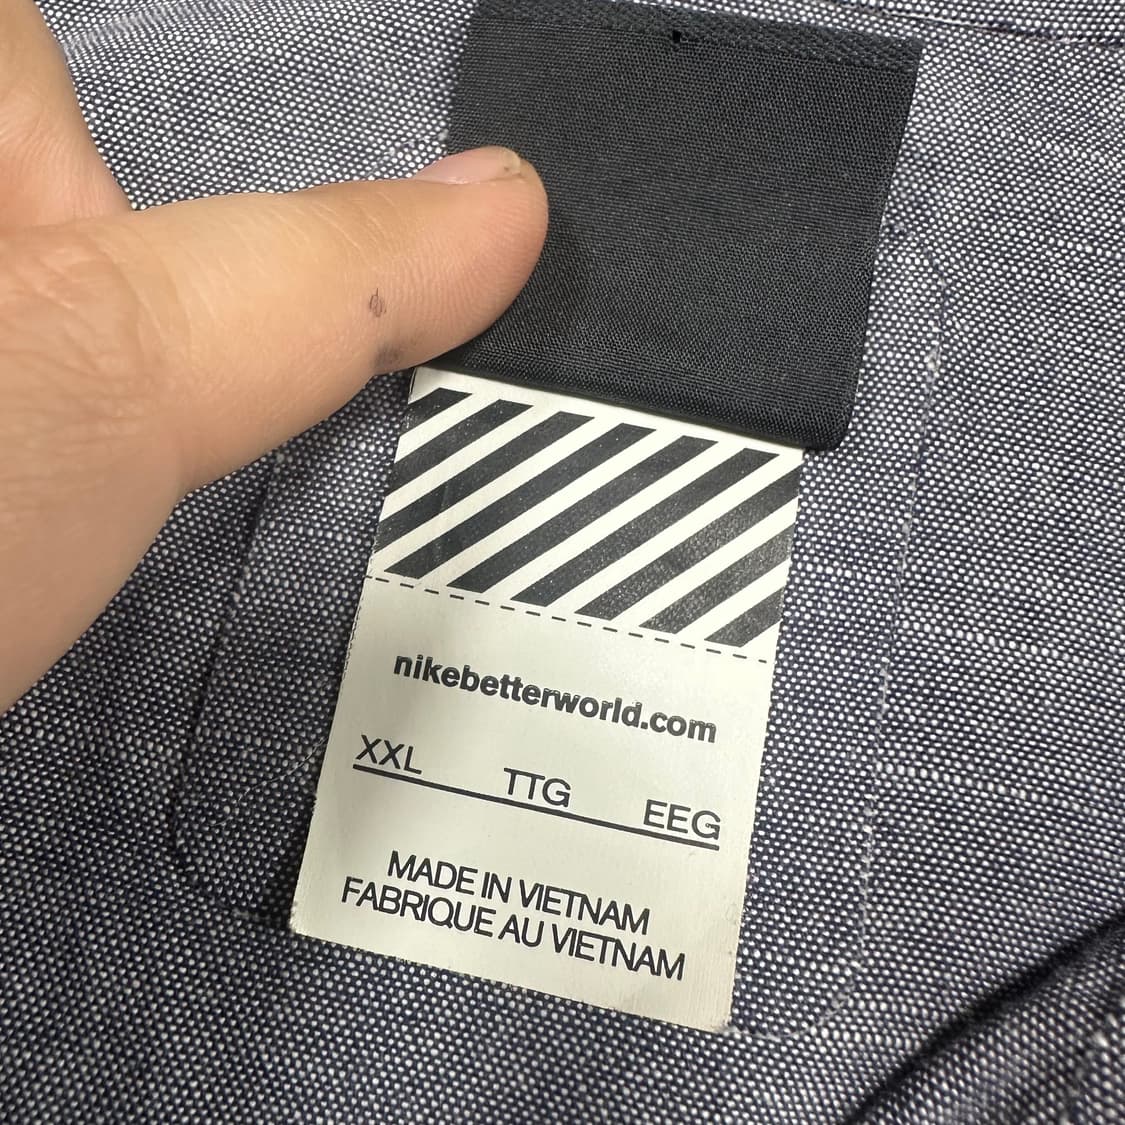 nikebetterworld.com
XXL TTG EEG
MADE IN VIETNAM
FABRIQUE AU VIETNAM